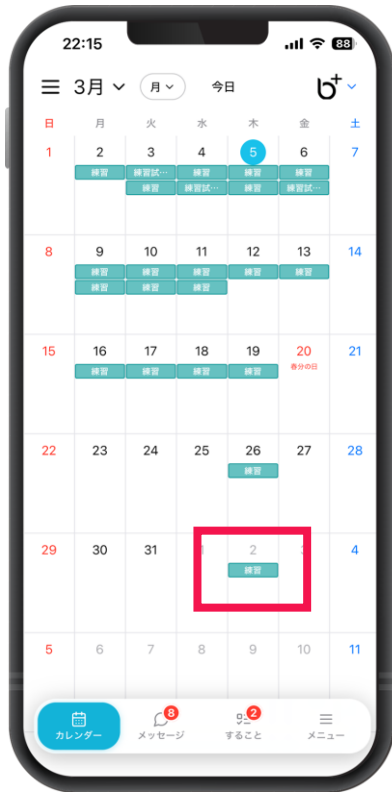 22:15 88
3月 月 今日 b+
日 月 火 水 木 金 土
1 2 3 4 5 6 7
練習 練習試… 練習 練習 練習
練習 練習試… 練習 練習試…
8 9 10 11 12 13 14
練習 練習 練習 練習 練習
練習 練習 練習
15 16 17 18 19 20 21
春分の日
練習 練習 練習 練習
22 23 24 25 26 27 28
練習
29 30 31 2 4
練習
5 6 7 8 9 10 11
8 2
カレンダー メッセージ すること メニュー